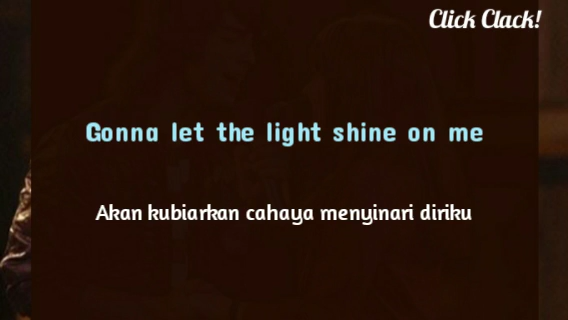 Click Clack!
Gonna let the light shine on me
Akan kubiarkan cahaya menyinari diriku